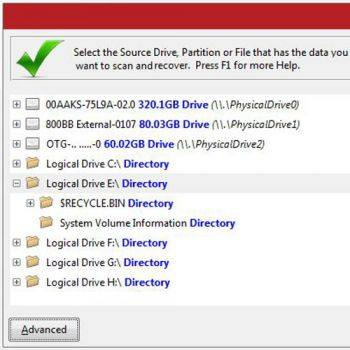 Select the Source Drive, Partition or File that has the data you
want to scan and recover. Press F1 for more Help.
00AAKS-75L9A-02.0 320.1GB Drive (\\.\PhysicalDrive0)
800BB External-0107 80.03GB Drive (\\.\PhysicalDrive1)
OTG-.. .....-0 60.02GB Drive (\\.\PhysicalDrive2)
Logical Drive C:\ Directory
Logical Drive E:\ Directory
$RECYCLE.BIN Directory
System Volume Information Directory
Logical Drive F:\ Directory
Logical Drive G:\ Directory
Logical Drive H:\ Directory
Advanced